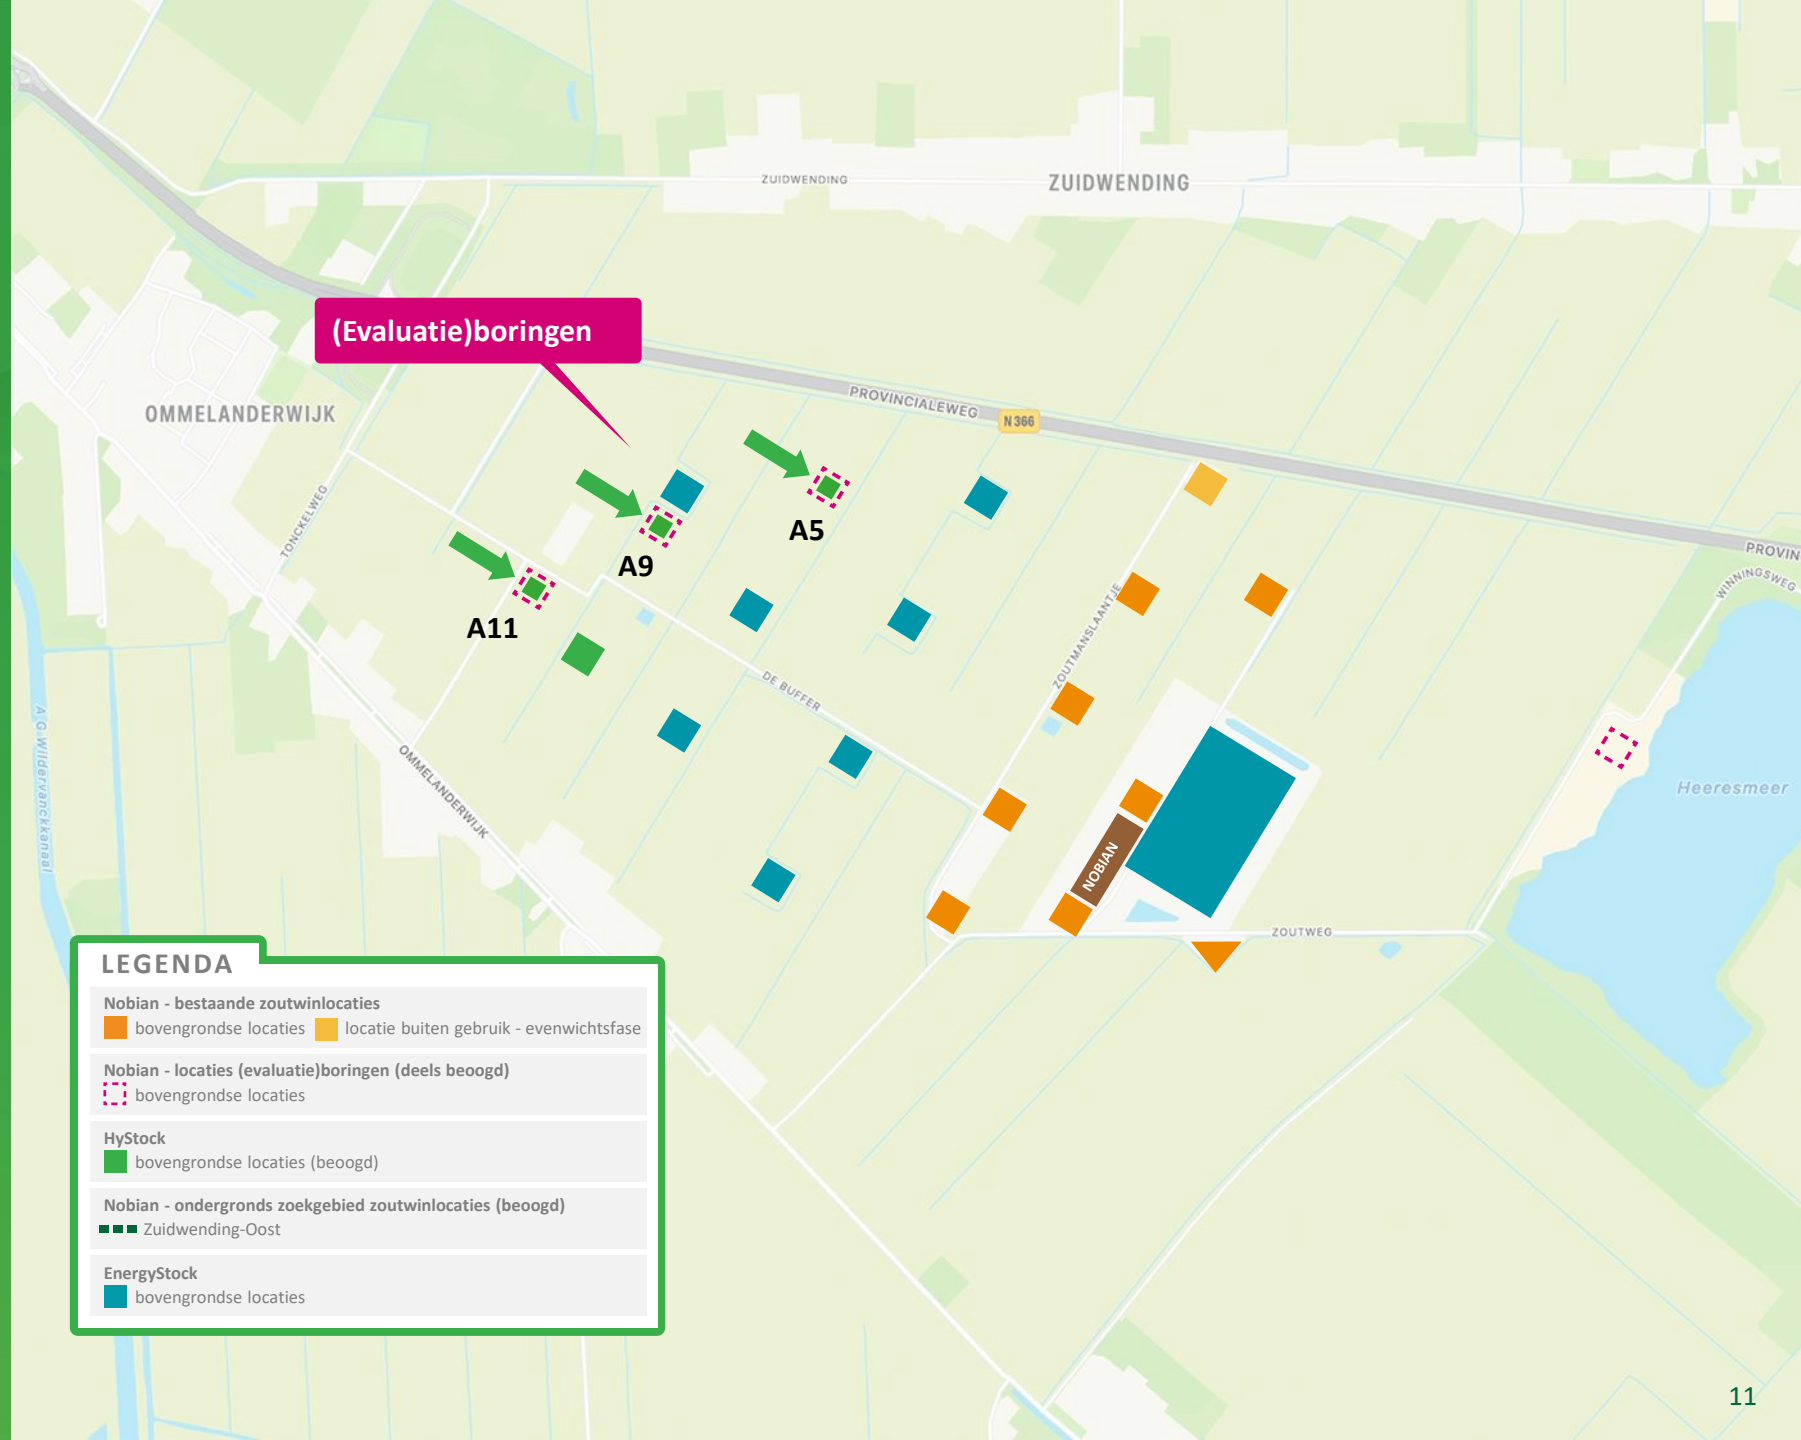 ZUIDWENDING
ZUIDWENDING
(Evaluatie)boringen
OMMELANDERWIJK
PROVINCIALEWEG
N 366
PROVIN
WINNINGSWEG
TONCKELWEG
A5
A9
A11
ZOUTMANSLAANTJE
DE BUFFER
OMMELANDERWIJK
A.G.Wildervanckkanaal
Heeresmeer
NOBIAN
ZOUTWEG
LEGENDA
Nobian - bestaande zoutwinlocaties
bovengrondse locaties locatie buiten gebruik - evenwichtsfase
Nobian - locaties (evaluatie)boringen (deels beoogd)
bovengrondse locaties
HyStock
bovengrondse locaties (beoogd)
Nobian - ondergronds zoekgebied zoutwinlocaties (beoogd)
Zuidwending-Oost
EnergyStock
bovengrondse locaties
11